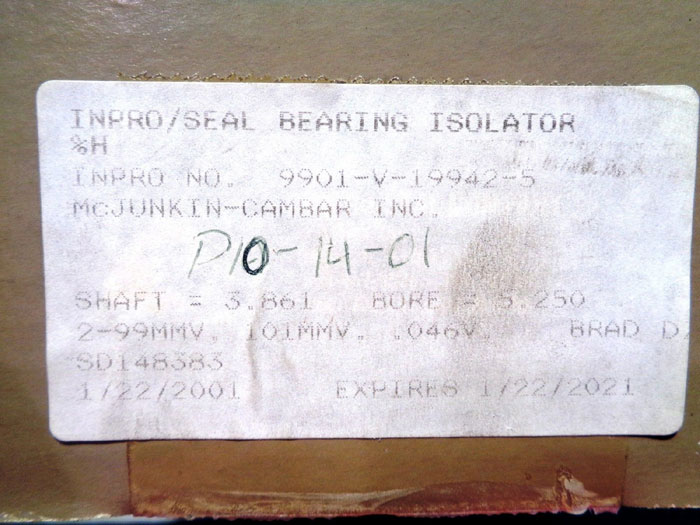 INPRO/SEAL BEARING ISOLATOR
%H
INPRO NO. 9901-V-19942-5
McJUNKIN-CAMBAR INC.
P10-14-01
SHAFT = 3.861 BORE = 5.250
2-99MMV. 101MMV. .046V. BRAD D.
SD148383
1/22/2001 EXPIRES 1/22/2021